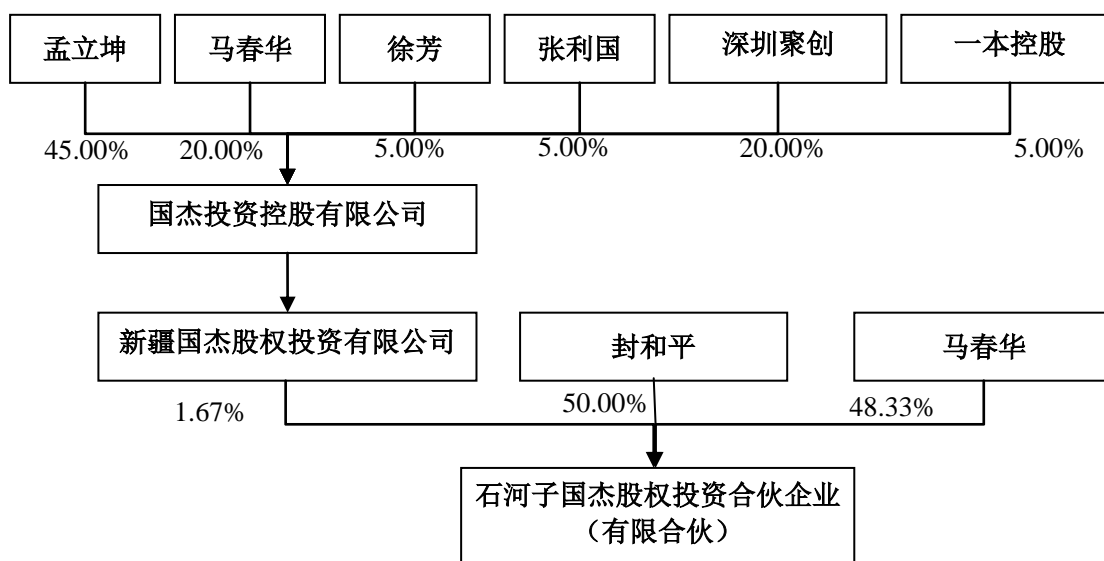 孟立坤
马春华
徐芳
张利国
深圳聚创
一本控股
45.00%
20.00%
5.00%
5.00%
20.00%
5.00%
国杰投资控股有限公司
新疆国杰股权投资有限公司
封和平
马春华
1.67%
50.00%
48.33%
石河子国杰股权投资合伙企业
（有限合伙）